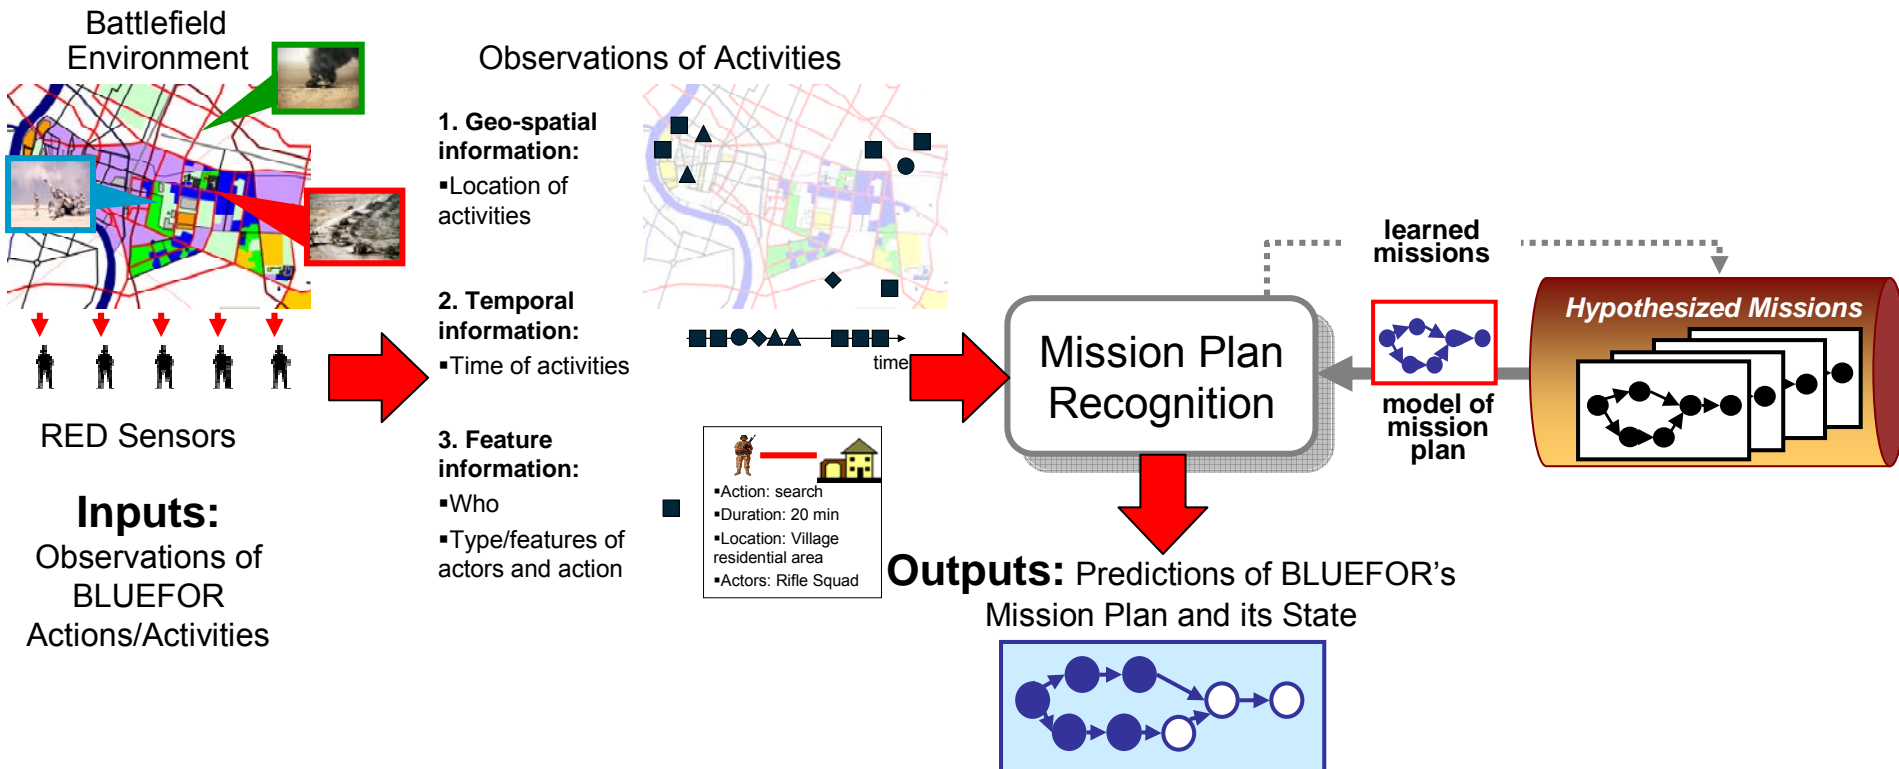 Battlefield
Environment
Observations of Activities
1. Geo-spatial
information:
▪Location of
activities
2. Temporal
information:
▪Time of activities
time
3. Feature
information:
▪Who
▪Type/features of
actors and action
▪Action: search
▪Duration: 20 min
▪Location: Village
residential area
▪Actors: Rifle Squad
RED Sensors
Inputs:
Observations of
BLUEFOR
Actions/Activities
Mission Plan
Recognition
learned
missions
model of
mission
plan
Hypothesized Missions
Outputs: Predictions of BLUEFOR's
Mission Plan and its State